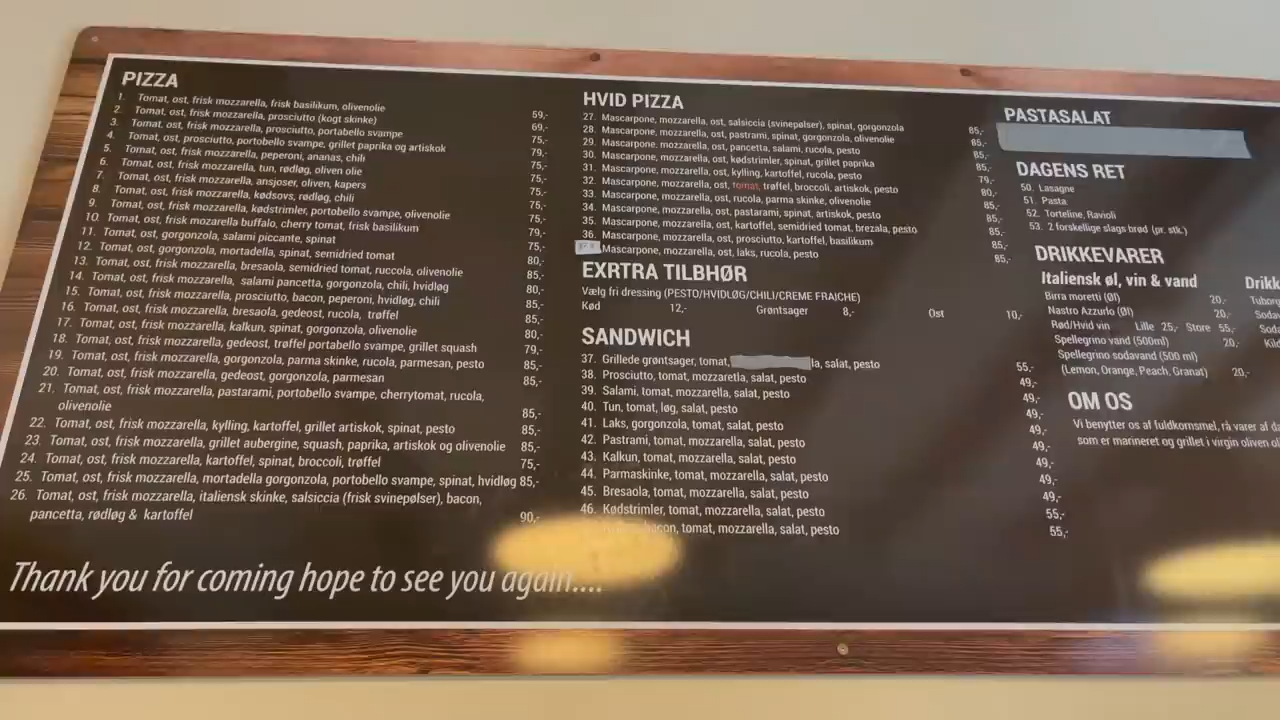 PIZZA
1. Tomat, ost, frisk mozzarella, frisk basilikum, olivenolie 59,-
2. Tomat, ost, frisk mozzarella, prosciutto (kogt skinke) 69,-
3. Tomat, ost, frisk mozzarella, prosciutto, portabello svampe 75,-
4. Tomat, ost, prosciutto, portobello svampe, grillet paprika og artiskok 79,-
5. Tomat, ost, frisk mozzarella, peperoni, ananas, chili 75,-
6. Tomat, ost, frisk mozzarella, tun, rødløg, oliven olie 75,-
7. Tomat, ost, frisk mozzarella, ansjoser, oliven, kapers 75,-
8. Tomat, ost, frisk mozzarella, kødsovs, rødløg, chili 75,-
9. Tomat, ost, frisk mozzarella, kødstrimler, portobello svampe, olivenolie 79,-
10. Tomat, ost, frisk mozzarella buffalo, cherry tomat, frisk basilikum 75,-
11. Tomat, ost, gorgonzola, salami piccante, spinat 80,-
12. Tomat, ost, gorgonzola, mortadella, spinat, semidried tomat 85,-
13. Tomat, ost, frisk mozzarella, bresaola, semidried tomat, ruccola, olivenolie 80,-
14. Tomat, ost, frisk mozzarella, salami pancetta, gorgonzola, chili, hvidløg 85,-
15. Tomat, ost, frisk mozzarella, prosciutto, bacon, peperoni, hvidløg, chili 85,-
16. Tomat, ost, frisk mozzarella, bresaola, gedeost, rucola, trøffel 80,-
17. Tomat, ost, frisk mozzarella, kalkun, spinat, gorgonzola, olivenolie 79,-
18. Tomat, ost, frisk mozzarella, gedeost, trøffel portabello svampe, grillet squash 85,-
19. Tomat, ost, frisk mozzarella, gorgonzola, parma skinke, rucola, parmesan, pesto 85,-
20. Tomat, ost, frisk mozzarella, gedeost, gorgonzola, parmesan
21. Tomat, ost, frisk mozzarella, pastarami, portobello svampe, cherrytomat, rucola,
olivenolie 85,-
22. Tomat, ost, frisk mozzarella, kylling, kartoffel, grillet artiskok, spinat, pesto 85,-
23. Tomat, ost, frisk mozzarella, grillet aubergine, squash, paprika, artiskok og olivenolie 85,-
24. Tomat, ost, frisk mozzarella, kartoffel, spinat, broccoli, trøffel 75,-
25. Tomat, ost, frisk mozzarella, mortadella gorgonzola, portobello svampe, spinat, hvidløg 85,-
26. Tomat, ost, frisk mozzarella, italiensk skinke, salsiccia (frisk svinepølser), bacon,
pancetta, rødløg & kartoffel 90,-
Thank you for coming hope to see you again....
HVID PIZZA
27. Mascarpone, mozzarella, ost, salsiccia (svinepølser), spinat, gorgonzola 85,-
28. Mascarpone, mozzarella, ost, pastrami, spinat, gorgonzola, olivenolie 85,-
29. Mascarpone, mozzarella, ost, pancetta, salami, rucola, pesto 85,-
30. Mascarpone, mozzarella, ost, kødstrimler, spinat, grillet paprika 85,-
31. Mascarpone, mozzarella, ost, kylling, kartoffel, rucola, pesto 79,-
32. Mascarpone, mozzarella, ost, tomat, trøffel, broccoli, artiskok, pesto 80,-
33. Mascarpone, mozzarella, ost, rucola, parma skinke, olivenolie 85,-
34. Mascarpone, mozzarella, ost, pastarami, spinat, artiskok, pesto 85,-
35. Mascarpone, mozzarella, ost, kartoffel, semidried tomat, brezala, pesto 85,-
36. Mascarpone, mozzarella, ost, prosciutto, kartoffel, basilikum 85,-
Mascarpone, mozzarella, ost, laks, rucola, pesto 85,-
EXRTRA TILBHØR
Vælg fri dressing (PESTO/HVIDLØG/CHILI/CREME FRAICHE)
Kød 12,- Grøntsager 8,- Ost 10,-
SANDWICH
37. Grillede grøntsager, tomat, la, salat, pesto 55,-
38. Prosciutto, tomat, mozzaretla, salat, pesto 49,-
39. Salami, tomat, mozzarella, salat, pesto 49,-
40. Tun, tomat, løg, salat, pesto 49,-
41. Laks, gorgonzola, tomat, salat, pesto 49,-
42. Pastrami, tomat, mozzarella, salat, pesto 49,-
43. Kalkun, tomat, mozzarella, salat, pesto 49,-
44. Parmaskinke, tomat, mozzarella, salat, pesto 49,-
45. Bresaola, tomat, mozzarella, salat, pesto 49,-
46. Kødstrimler, tomat, mozzarella, salat, pesto 55,-
bacon, tomat, mozzarella, salat, pesto 55,-
PASTASALAT
DAGENS RET
50. Lasagne
51. Pasta
52. Torteline, Ravioli
53. 2 forskellige slags brød (pr. stk.)
DRIKKEVARER
Italiensk øl, vin & vand
Birra moretti (Øl) 20,-
Nastro Azzurlo (Øl) 20,-
Rød/Hvid vin Lille 25,- Store 55,-
Spellegrino vand (500ml) 20,-
Spellegrino sodavand (500 ml)
(Lemon, Orange, Peach, Granat) 20,-
Drikk
Tuborg
Sodav
Soda
Kild
OM OS
Vi benytter os af fuldkornsmel, rå varer af da
som er marineret og grillet i virgin oliven ol